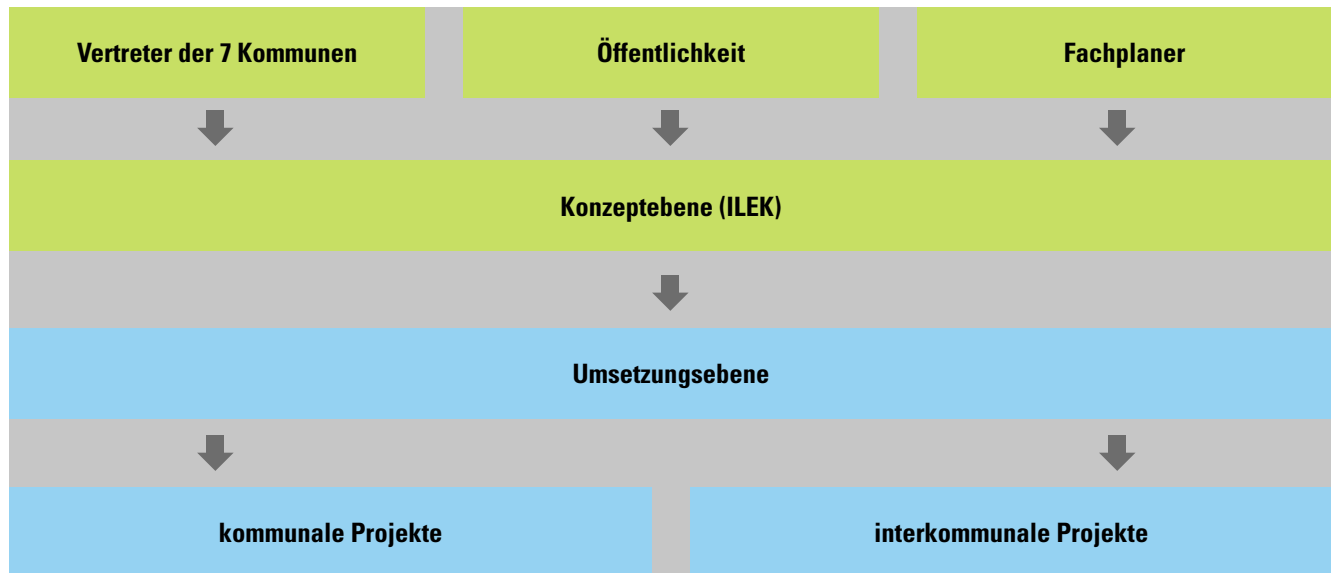 Vertreter der 7 Kommunen
Öffentlichkeit
Fachplaner
Konzeptebene (ILEK)
Umsetzungsebene
kommunale Projekte
interkommunale Projekte